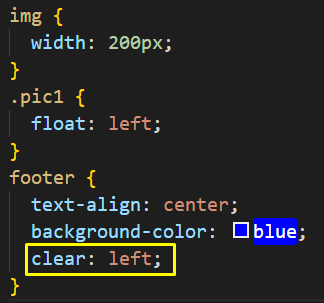 img {
  width: 200px;
}
.pic1 {
  float: left;
}
footer {
  text-align: center;
  background-color: blue;
  clear: left;
}